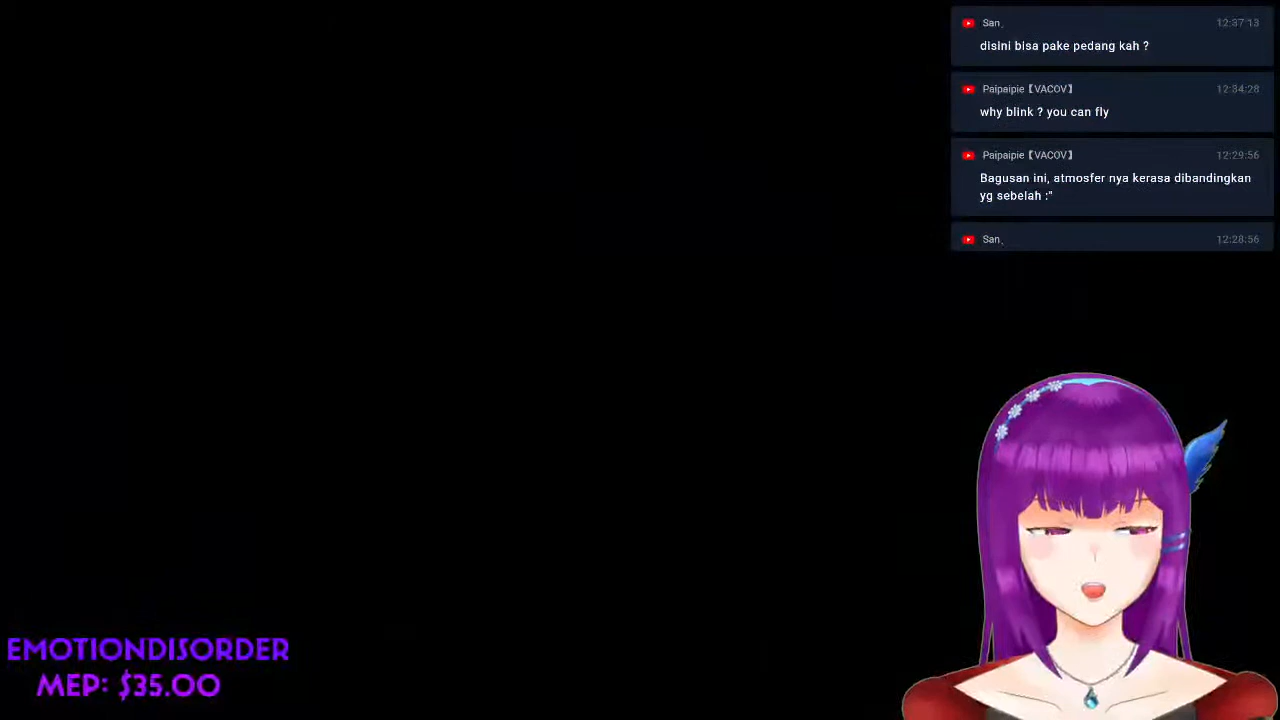 San、
12:37:13
disini bisa pake pedang kah ?
Paipaipie【VACOV】
12:34:28
why blink ? you can fly
Paipaipie【VACOV】
12:29:56
Bagusan ini, atmosfer nya kerasa dibandingkan
yg sebelah :"
San、
12:28:56
EMOTIONDISORDER
MEP: $35.00